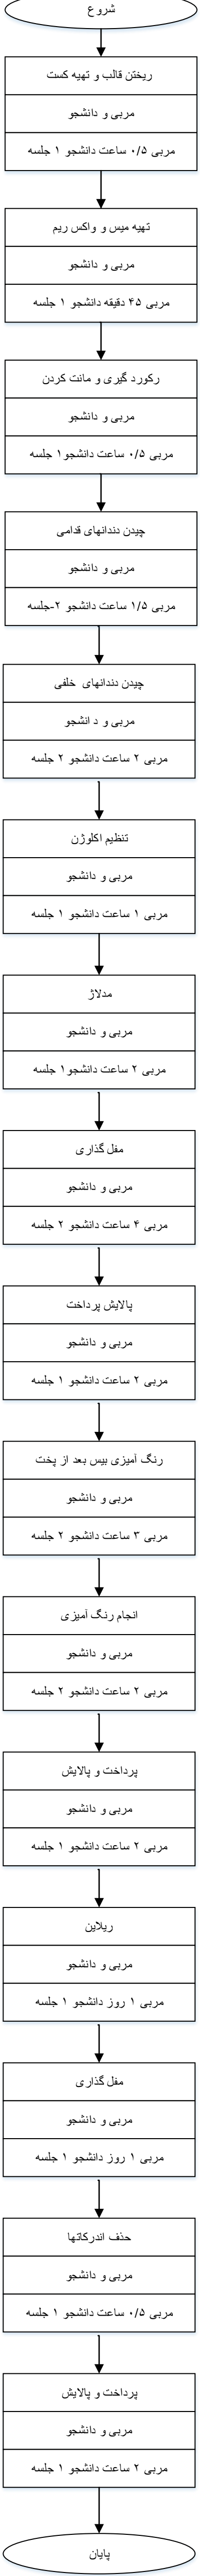 شروع
ریختن قالب و تهیه کست
مربی و دانشجو
مربی ۰/۵ ساعت دانشجو ۱ جلسه
تهیه میس و واکس ریم
مربی و دانشجو
مربی ۴۵ دقیقه دانشجو ۱ جلسه
رکورد گیری و مانت کردن
مربی و دانشجو
مربی ۰/۵ ساعت دانشجو۱ جلسه
چیدن دندانهای قدامی
مربی و دانشجو
مربی ۱/۵ ساعت دانشجو ۲-جلسه
چیدن دندانهای خلفی
مربی و د انشجو
مربی ۲ ساعت دانشجو ۲ جلسه
تنظیم اکلوژن
مربی و دانشجو
مربی ۱ ساعت دانشجو ۱ جلسه
مدلاژ
مربی و دانشجو
مربی ۲ ساعت دانشجو۱ جلسه
مفل گذاری
مربی و دانشجو
مربی ۴ ساعت دانشجو ۲ جلسه
پالایش پرداخت
مربی و دانشجو
مربی ۲ ساعت دانشجو ۱ جلسه
رنگ آمیزی بیس بعد از پخت
مربی و دانشجو
مربی ۳ ساعت دانشجو ۲ جلسه
انجام رنگ آمیزی
مربی و دانشجو
مربی ۲ ساعت دانشجو ۲ جلسه
پرداخت و پالایش
مربی و دانشجو
مربی ۲ ساعت دانشجو ۱ جلسه
ریلاین
مربی و دانشجو
مربی ۱ روز دانشجو ۱ جلسه
مفل گذاری
مربی و دانشجو
مربی ۱ روز دانشجو ۱ جلسه
حذف اندرکاتها
مربی و دانشجو
مربی ۰/۵ ساعت دانشجو ۱ جلسه
پرداخت و پالایش
مربی و دانشجو
مربی ۲ ساعت دانشجو ۱ جلسه
پایان